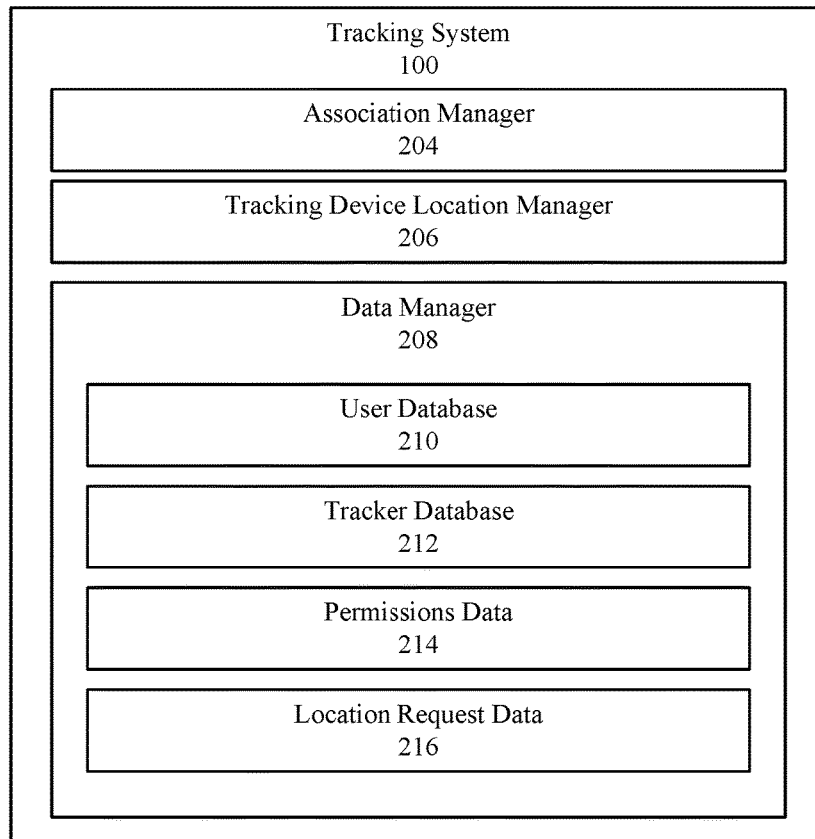 Tracking System
100
Association Manager
204
Tracking Device Location Manager
206
Data Manager
208
User Database
210
Tracker Database
212
Permissions Data
214
Location Request Data
216